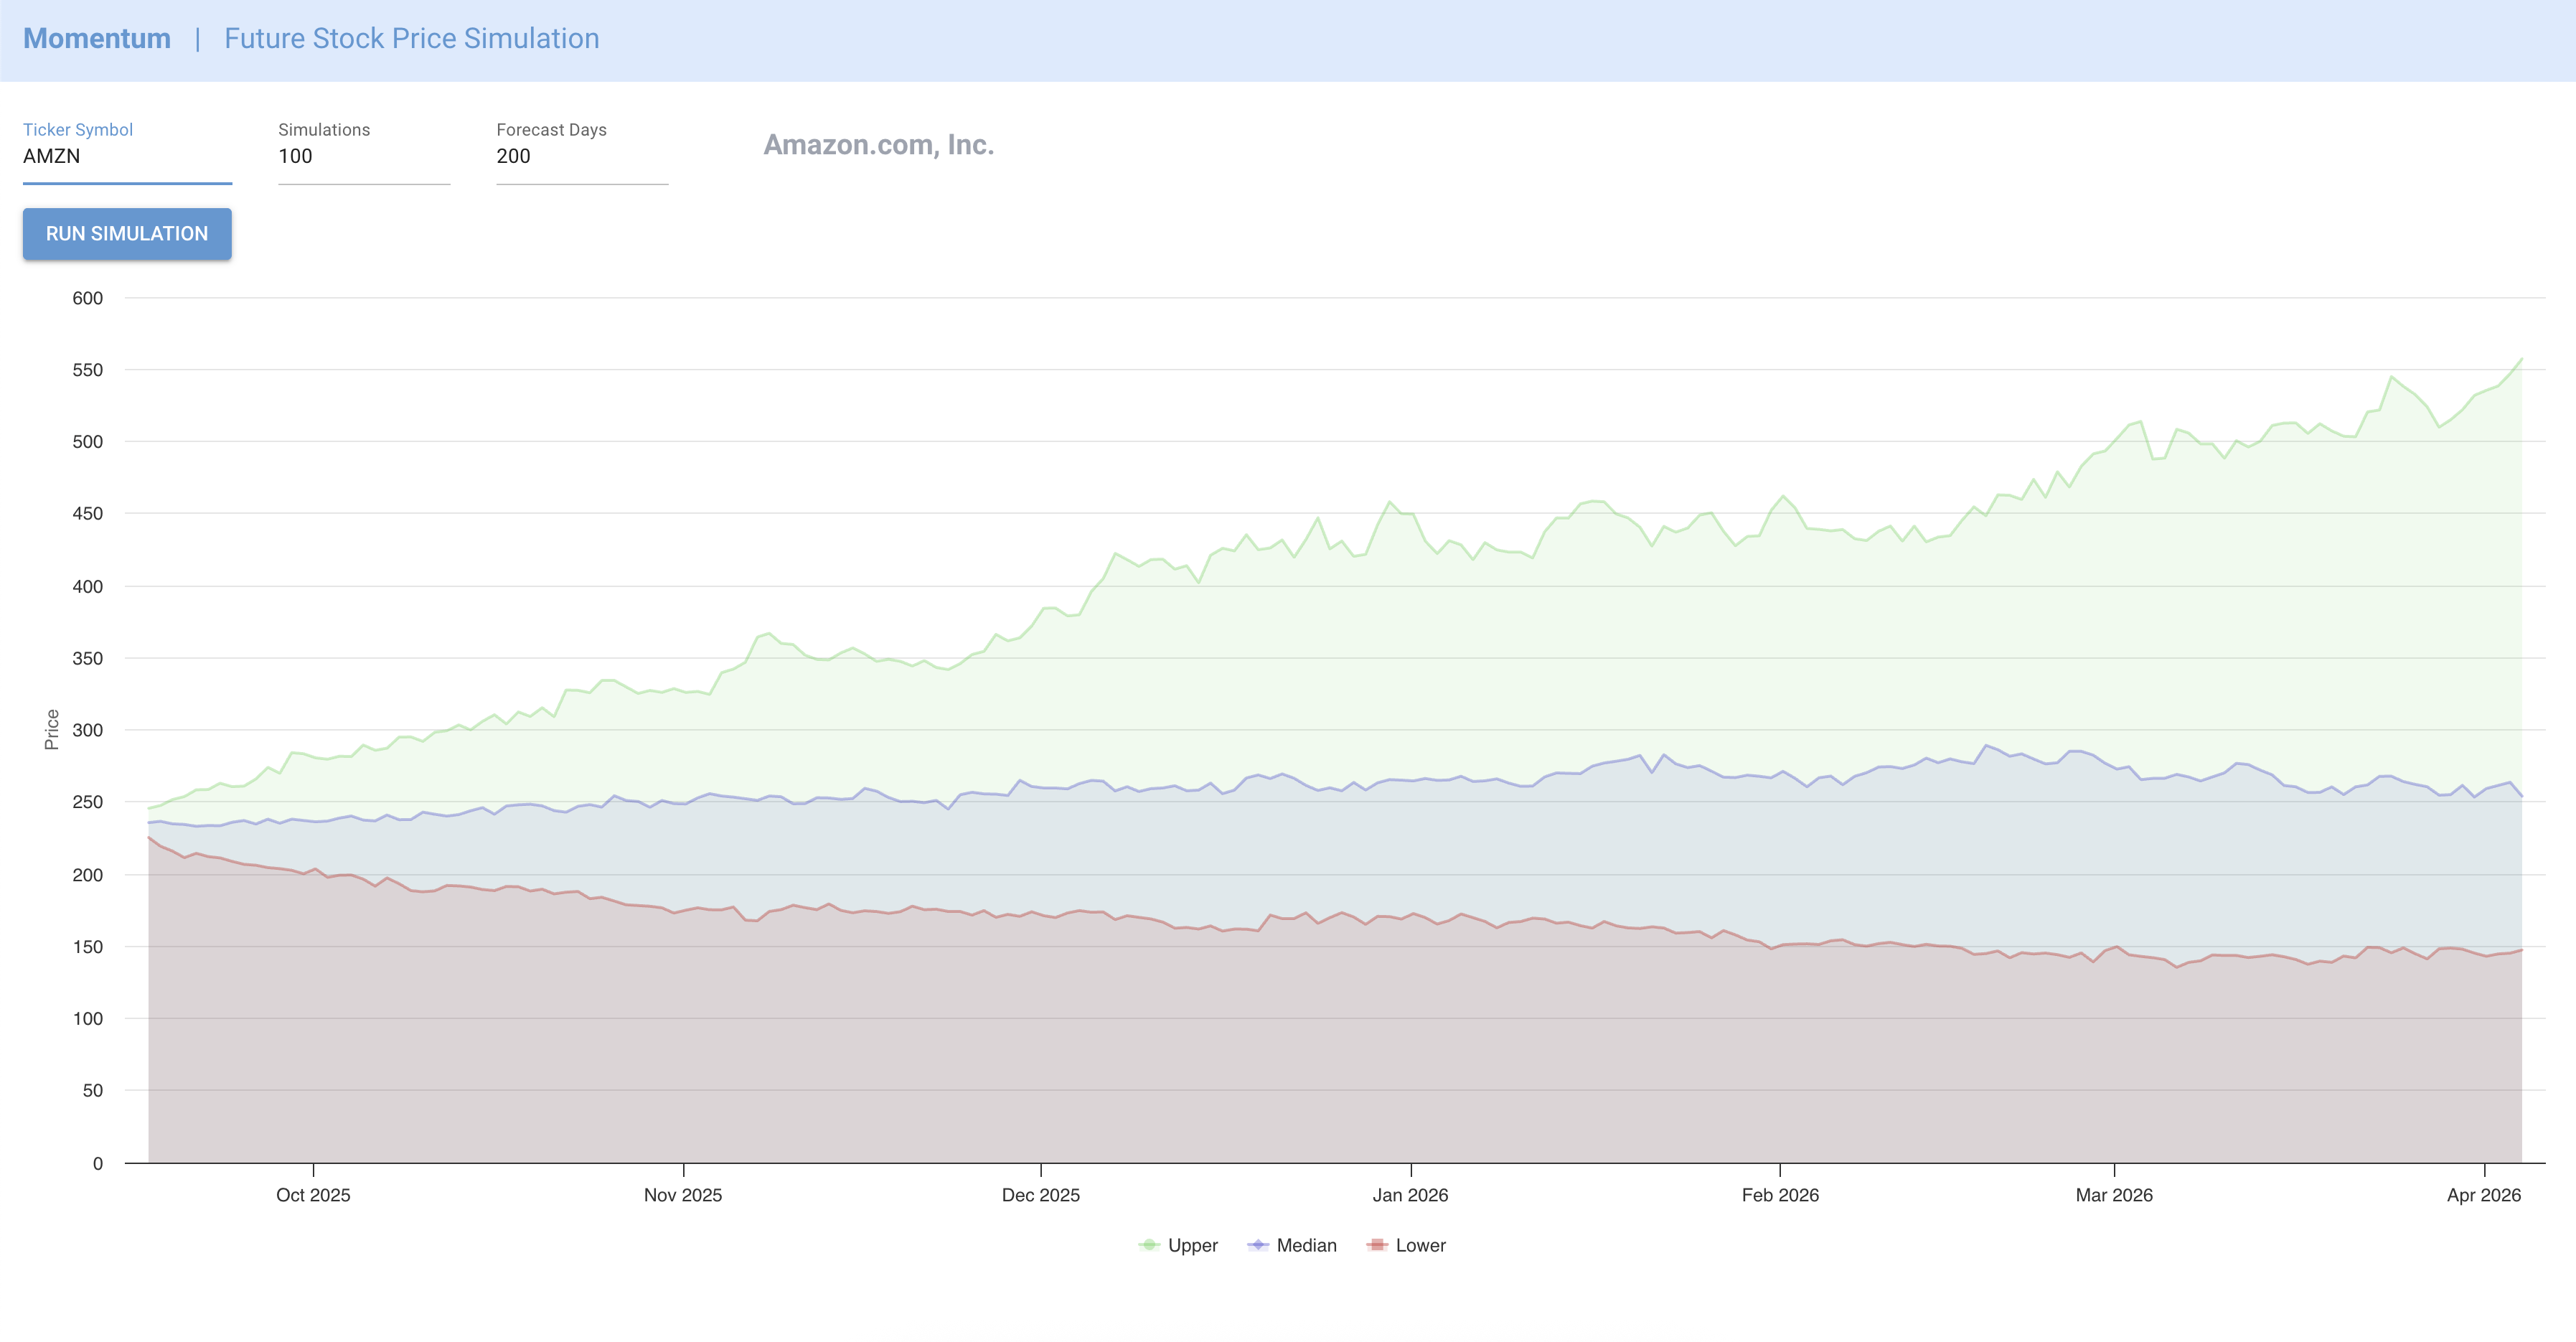 Momentum | Future Stock Price Simulation
Ticker Symbol
AMZN
Simulations
100
Forecast Days
200
Amazon.com, Inc.
RUN SIMULATION
600
550
500
450
400
350
300
250
200
150
100
50
0
Price
Oct 2025 Nov 2025 Dec 2025 Jan 2026 Feb 2026 Mar 2026 Apr 2026
Upper Median Lower